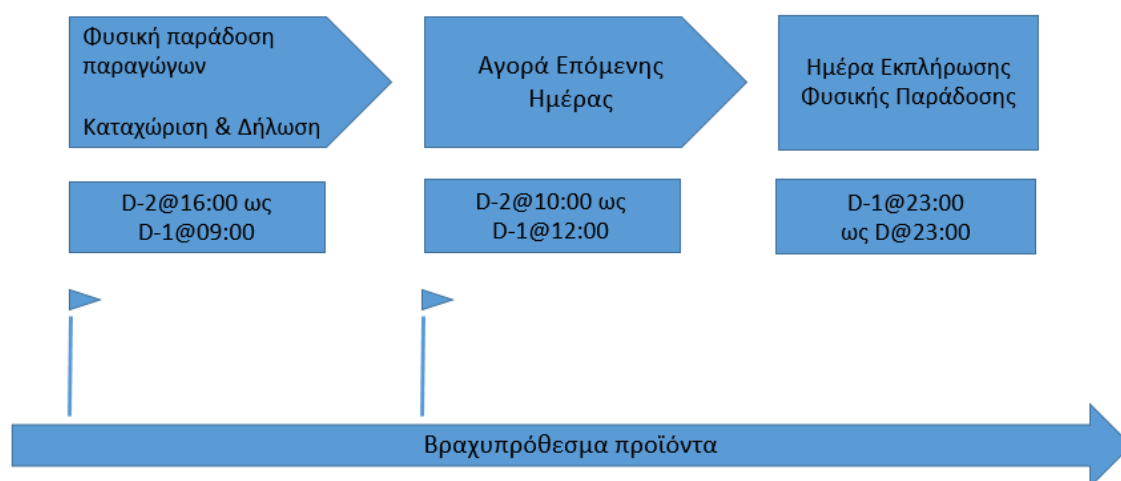 Φυσική παράδοση
παραγώγων
Καταχώριση & Δήλωση
Αγορά Επόμενης
Ημέρας
Ημέρα Εκπλήρωσης
Φυσικής Παράδοσης
D-2@16:00 ως
D-1@09:00
D-2@10:00 ως
D-1@12:00
D-1@23:00
ως D@23:00
Βραχυπρόθεσμα προϊόντα